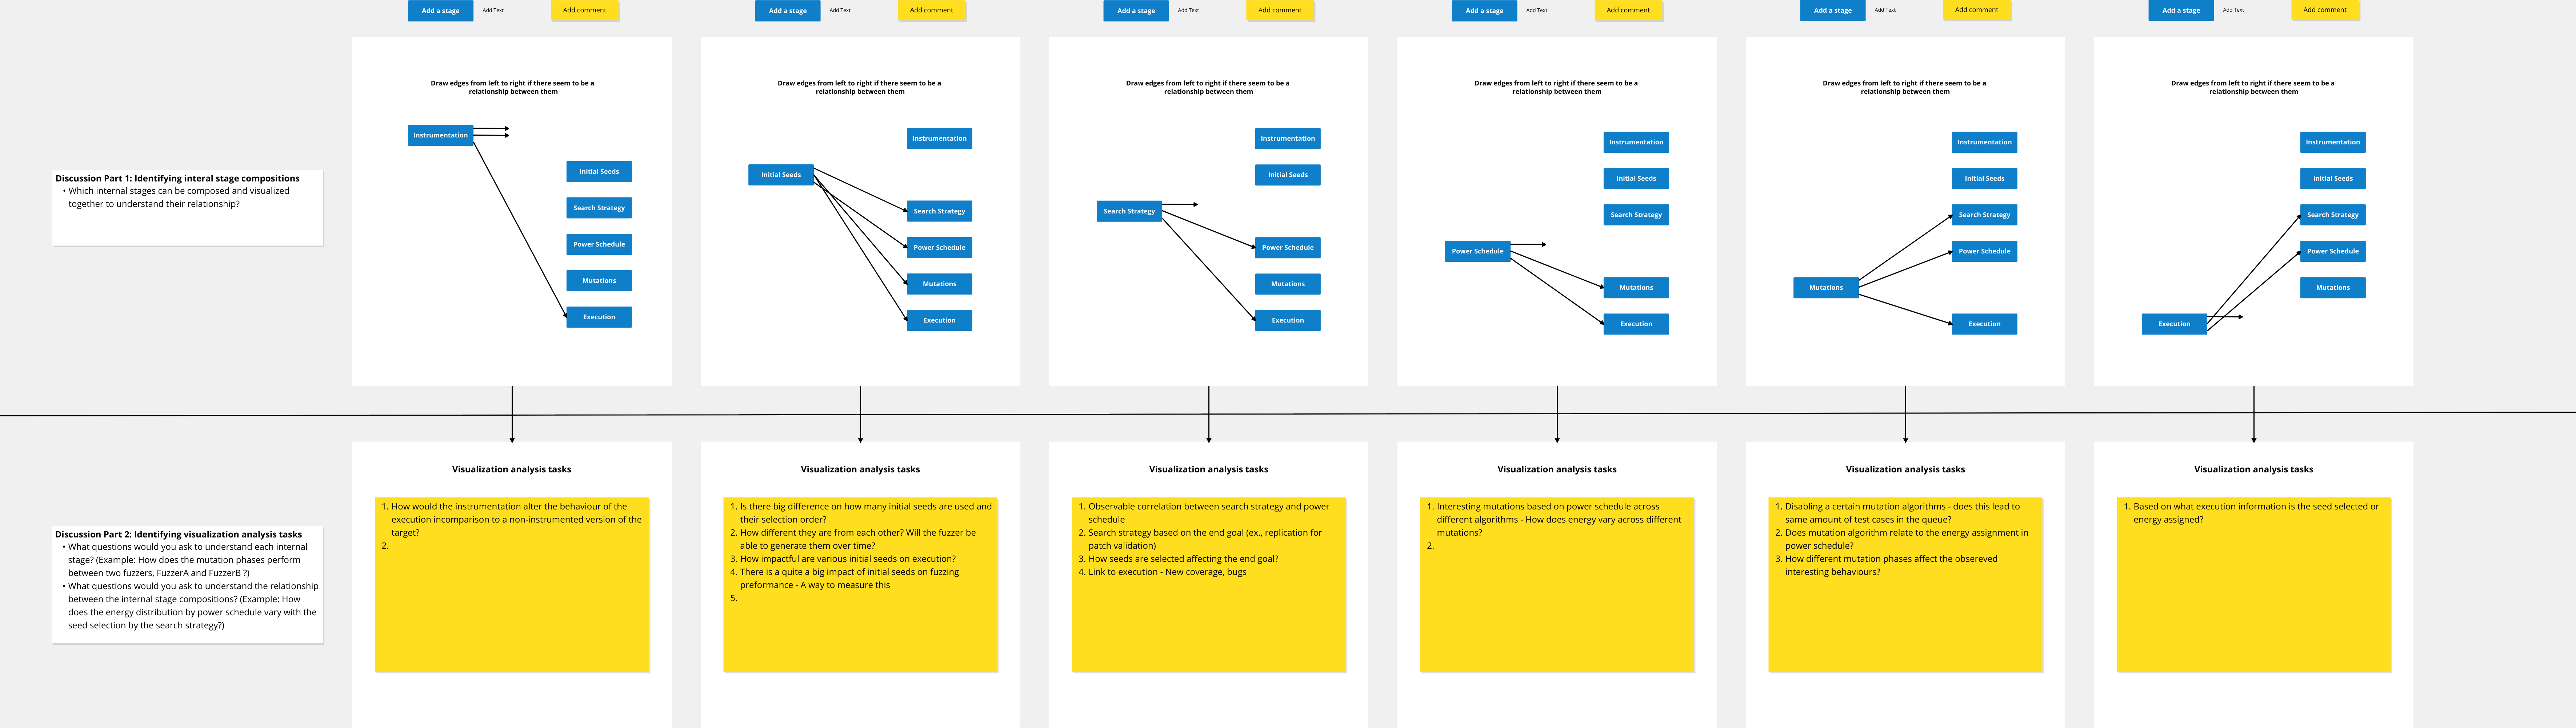 Add a stage
Add Text
Add comment
Add a stage
Add Text
Add comment
Add a stage
Add Text
Add comment
Add a stage
Add Text
Add comment
Add a stage
Add Text
Add comment
Add a stage
Add Text
Add comment
Discussion Part 1: Identifying interal stage compositions
• Which internal stages can be composed and visualized
together to understand their relationship?
Draw edges from left to right if there seem to be a
relationship between them
Instrumentation
Initial Seeds
Search Strategy
Power Schedule
Mutations
Execution
Draw edges from left to right if there seem to be a
relationship between them
Instrumentation
Initial Seeds
Search Strategy
Power Schedule
Mutations
Execution
Draw edges from left to right if there seem to be a
relationship between them
Instrumentation
Initial Seeds
Search Strategy
Power Schedule
Mutations
Execution
Draw edges from left to right if there seem to be a
relationship between them
Instrumentation
Initial Seeds
Search Strategy
Power Schedule
Mutations
Execution
Draw edges from left to right if there seem to be a
relationship between them
Instrumentation
Initial Seeds
Search Strategy
Power Schedule
Mutations
Execution
Draw edges from left to right if there seem to be a
relationship between them
Instrumentation
Initial Seeds
Search Strategy
Power Schedule
Mutations
Execution
Discussion Part 2: Identifying visualization analysis tasks
• What questions would you ask to understand each internal
stage? (Example: How does the mutation phases perform
between two fuzzers, FuzzerA and FuzzerB ?)
• What questions would you ask to understand the relationship
between the internal stage compositions? (Example: How
does the energy distribution by power schedule vary with the
seed selection by the search strategy?)
Visualization analysis tasks
1. How would the instrumentation alter the behaviour of the
execution incomparison to a non-instrumented version of the
target?
2.
Visualization analysis tasks
1. Is there big difference on how many initial seeds are used and
their selection order?
2. How different they are from each other? Will the fuzzer be
able to generate them over time?
3. How impactful are various initial seeds on execution?
4. There is a quite a big impact of initial seeds on fuzzing
preformance - A way to measure this
5.
Visualization analysis tasks
1. Observable correlation between search strategy and power
schedule
2. Search strategy based on the end goal (ex., replication for
patch validation)
3. How seeds are selected affecting the end goal?
4. Link to execution - New coverage, bugs
Visualization analysis tasks
1. Interesting mutations based on power schedule across
different algorithms - How does energy vary across different
mutations?
2.
Visualization analysis tasks
1. Disabling a certain mutation algorithms - does this lead to
same amount of test cases in the queue?
2. Does mutation algorithm relate to the energy assignment in
power schedule?
3. How different mutation phases affect the obsereved
interesting behaviours?
Visualization analysis tasks
1. Based on what execution information is the seed selected or
energy assigned?